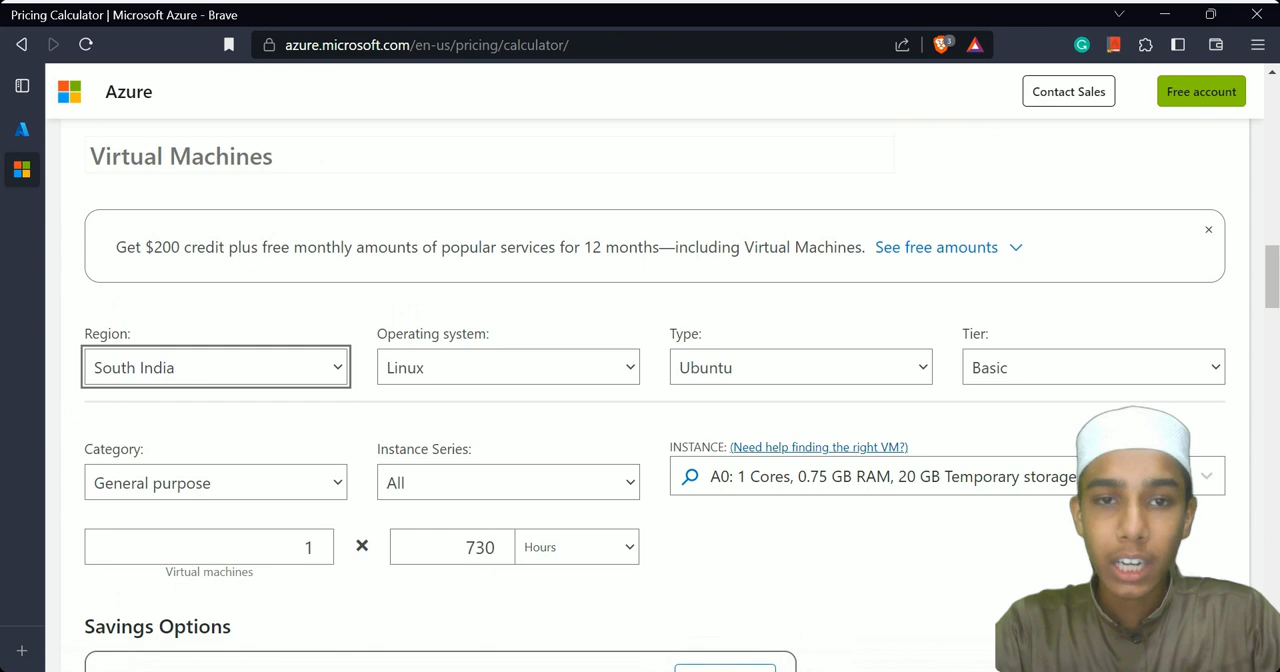 Pricing Calculator | Microsoft Azure - Brave
azure.microsoft.com/en-us/pricing/calculator/
3
Azure
Contact Sales
Free account
Virtual Machines
Get $200 credit plus free monthly amounts of popular services for 12 months—including Virtual Machines. See free amounts
Region: Operating system: Type: Tier:
South India Linux Ubuntu Basic
Category: Instance Series: INSTANCE: (Need help finding the right VM?)
General purpose All A0: 1 Cores, 0.75 GB RAM, 20 GB Temporary storage
1 × 730 Hours
Virtual machines
Savings Options